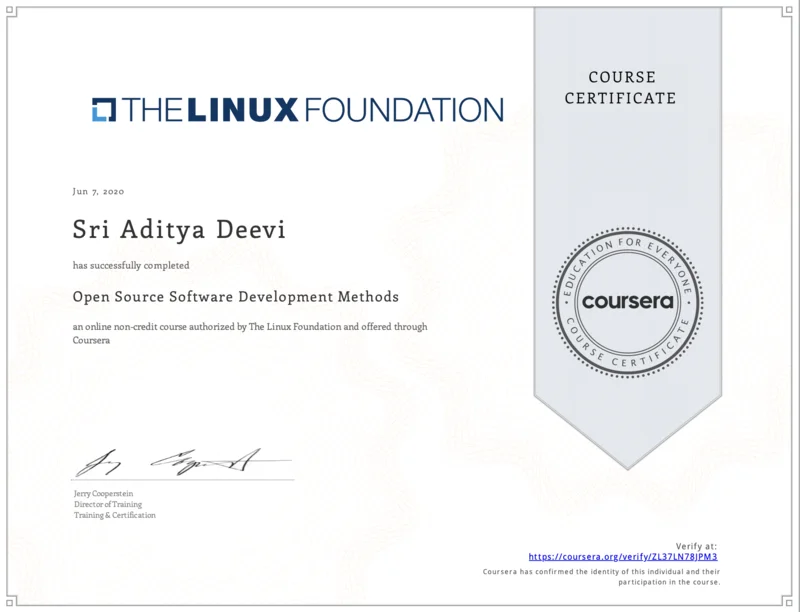 THE LINUX FOUNDATION
COURSE
CERTIFICATE
Jun 7, 2020
Sri Aditya Deevi
has successfully completed
Open Source Software Development Methods
an online non-credit course authorized by The Linux Foundation and offered through
Coursera
EDUCATION FOR EVERYONE
coursera
COURSE CERTIFICATE
Jerry Cooperstein
Director of Training
Training & Certification
Verify at:
https://coursera.org/verify/ZL37LN78JPM3
Coursera has confirmed the identity of this individual and their
participation in the course.